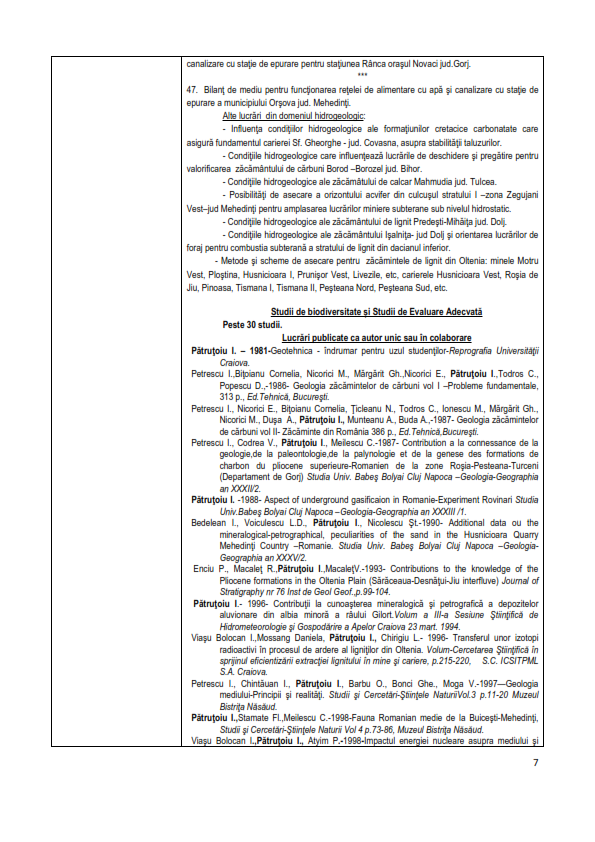 canalizare cu staţie de epurare pentru staţiunea Rânca oraşul Novaci jud.Gorj.
***
47. Bilanţ de mediu pentru funcţionarea reţelei de alimentare cu apă şi canalizare cu staţie de
epurare a municipiului Orşova jud. Mehedinţi.
Alte lucrări din domeniul hidrogeologic:
- Influenţa condiţiilor hidrogeologice ale formaţiunilor cretacice carbonatate care
asigură fundamentul carierei Sf. Gheorghe - jud. Covasna, asupra stabilităţii taluzurilor.
- Condiţiile hidrogeologice care influenţează lucrările de deschidere şi pregătire pentru
valorificarea zăcământului de cărbuni Borod –Borozel jud. Bihor.
- Condiţiile hidrogeologice ale zăcâmâtului de calcar Mahmudia jud. Tulcea.
- Posibilităţi de asecare a orizontului acvifer din culcuşul stratului I –zona Zegujani
Vest–jud Mehedinţi pentru amplasarea lucrărilor miniere subterane sub nivelul hidrostatic.
- Condiţiile hidrogeologice ale zăcământului de lignit Predeşti-Mihăiţa jud. Dolj.
- Condiţiile hidrogeologice ale zăcământului Işalniţa- jud Dolj şi orientarea lucrărilor de
foraj pentru combustia subterană a stratului de lignit din dacianul inferior.
- Metode şi scheme de asecare pentru zăcămintele de lignit din Oltenia: minele Motru
Vest, Ploştina, Husnicioara I, Prunişor Vest, Livezile, etc, carierele Husnicioara Vest, Roşia de
Jiu, Pinoasa, Tismana I, Tismana II, Peşteana Nord, Peşteana Sud, etc.
Studii de biodiversitate și Studii de Evaluare Adecvată
Peste 30 studii.
Lucrări publicate ca autor unic sau în colaborare
Pătruţoiu I. – 1981-Geotehnica - îndrumar pentru uzul studenţilor-Reprografia Universităţii
Craiova.
Petrescu I.,Biţoianu Cornelia, Nicorici M., Mărgărit Gh.,Nicorici E., Pătruţoiu I.,Todros C.,
Popescu D.,-1986- Geologia zăcămintelor de cărbuni vol I –Probleme fundamentale,
313 p., Ed.Tehnică, Bucureşti.
Petrescu I., Nicorici E., Biţoianu Cornelia, Ţicleanu N., Todros C., Ionescu M., Mărgărit Gh.,
Nicorici M., Duşa A., Pătruţoiu I., Munteanu A., Buda A.,-1987- Geologia zăcămintelor
de cărbuni vol II- Zăcăminte din România 386 p., Ed.Tehnică,Bucureşti.
Petrescu I., Codrea V., Pătruţoiu I., Meilescu C.-1987- Contribution a la connessance de la
geologie,de la paleontologie,de la palynologie et de la genese des formations de
charbon du pliocene superieure-Romanien de la zone Roşia-Pesteana-Turceni
(Departament de Gorj) Studia Univ. Babeş Bolyai Cluj Napoca –Geologia-Geographia
an XXXII/2.
Pătruţoiu I. -1988- Aspect of underground gasificaion in Romanie-Experiment Rovinari Studia
Univ.Babeş Bolyai Cluj Napoca –Geologia-Geographia an XXXIII /1.
Bedelean I., Voiculescu L.D., Pătruţoiu I., Nicolescu Şt.-1990- Additional data ou the
mineralogical-petrographical, peculiarities of the sand in the Husnicioara Quarry
Mehedinţi Country –Romanie. Studia Univ. Babeş Bolyai Cluj Napoca –Geologia-
Geographia an XXXV/2.
Enciu P., Macaleţ R.,Pătruţoiu I.,MacaleţV.-1993- Contributions to the knowledge of the
Pliocene formations in the Oltenia Plain (Sărăceaua-Desnăţui-Jiu interfluve) Journal of
Stratigraphy nr 76 Inst de Geol Geof.,p.99-104.
Pătruţoiu I.- 1996- Contribuţii la cunoaşterea mineralogică şi petrografică a depozitelor
aluvionare din albia minoră a râului Gilort.Volum a III-a Sesiune Ştiinţifică de
Hidrometeorologie şi Gospodărire a Apelor Craiova 23 mart. 1994.
Viaşu Bolocan I.,Mossang Daniela, Pătruţoiu I., Chirigiu L.- 1996- Transferul unor izotopi
radioactivi în procesul de ardere al ligniţilor din Oltenia. Volum-Cercetarea Ştiinţifică în
sprijinul eficientizării extracţiei lignitului în mine şi cariere, p.215-220, S.C. ICSITPML
S.A. Craiova.
Petrescu I., Chintăuan I., Pătruţoiu I., Barbu O., Bonci Ghe., Moga V.-1997—Geologia
mediului-Principii şi realităţi. Studii şi Cercetări-Ştiinţele NaturiiVol.3 p.11-20 Muzeul
Bistriţa Năsăud.
Pătruţoiu I.,Stamate Fl.,Meilescu C.-1998-Fauna Romanian medie de la Buiceşti-Mehedinţi,
Studii şi Cercetări-Ştiinţele Naturii Vol 4 p.73-86, Muzeul Bistriţa Năsăud.
Viaşu Bolocan I.,Pătruţoiu I., Atyim P.-1998-Impactul energiei nucleare asupra mediului şi
7